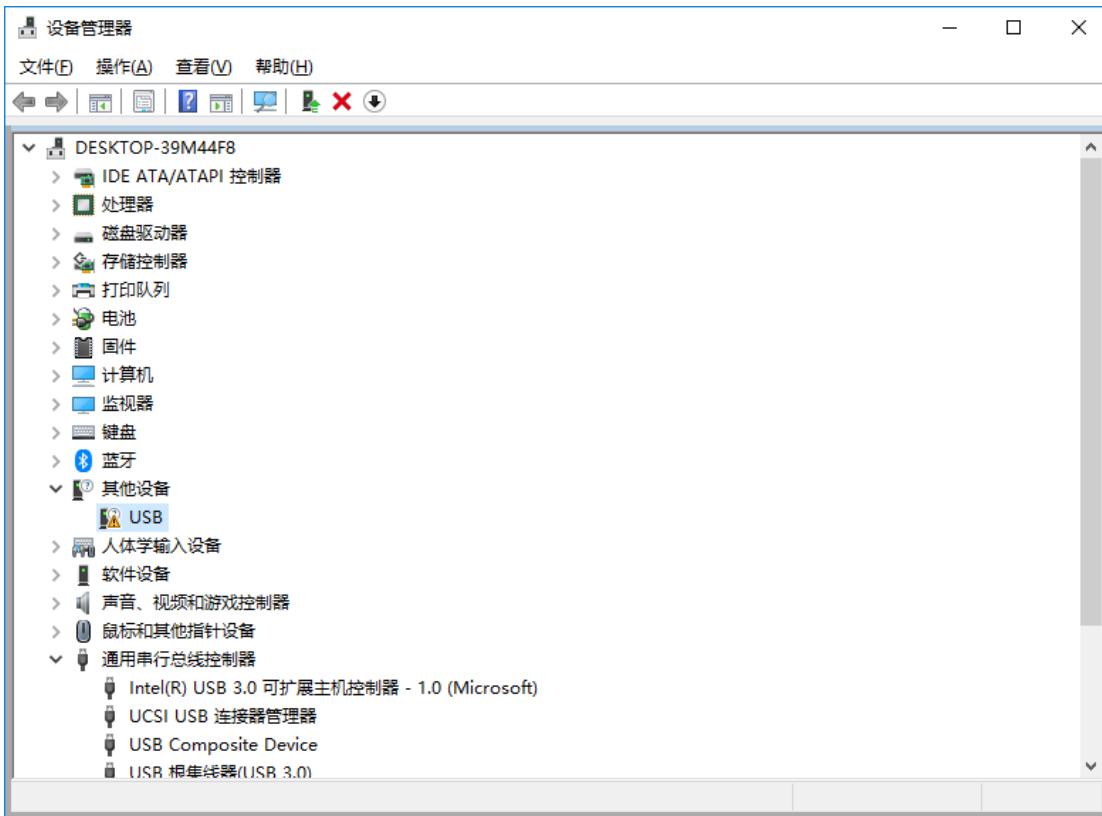 设备管理器
文件(F) 操作(A) 查看(V) 帮助(H)
DESKTOP-39M44F8
IDE ATA/ATAPI 控制器
处理器
磁盘驱动器
存储控制器
打印队列
电池
固件
计算机
监视器
键盘
蓝牙
其他设备
USB
人体学输入设备
软件设备
声音、视频和游戏控制器
鼠标和其他指针设备
通用串行总线控制器
Intel(R) USB 3.0 可扩展主机控制器 - 1.0 (Microsoft)
UCSI USB 连接器管理器
USB Composite Device
USB 根集线器(USB 3.0)